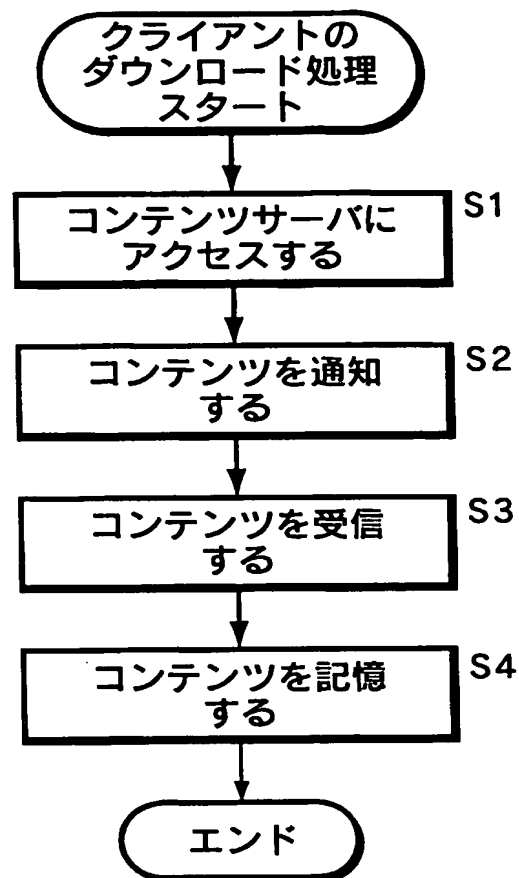 クライアントの
ダウンロード処理
スタート
コンテンツサーバに
アクセスする
S1
コンテンツを通知
する
S2
コンテンツを受信
する
S3
コンテンツを記憶
する
S4
エンド